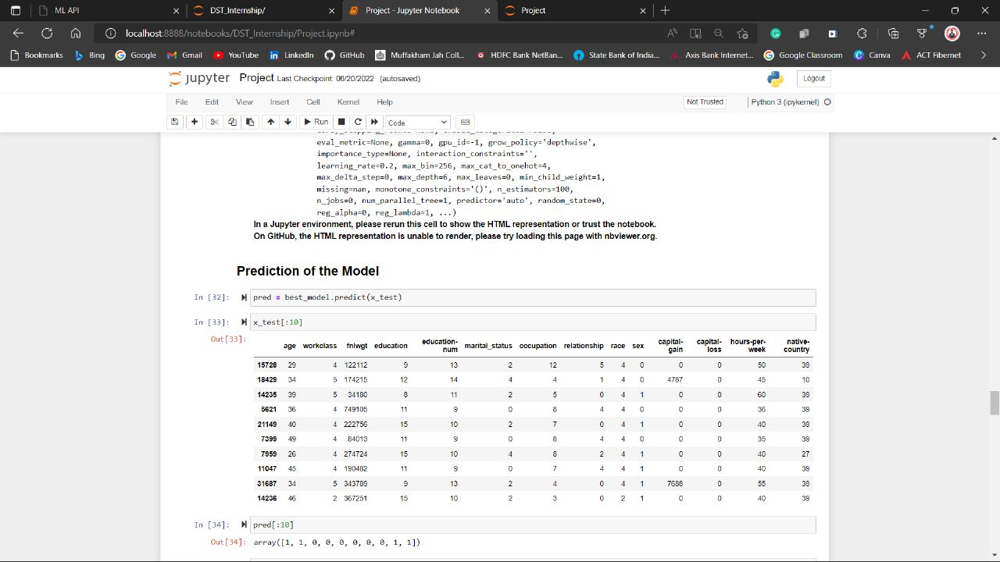 ML API
DST_Internship/
Project - Jupyter Notebook
Project
localhost:8888/notebooks/DST_Internship/Project.ipynb#
Bookmarks Bing Google Gmail YouTube LinkedIn GitHub Muffakham Jah Coll... HDFC Bank NetBan... State Bank of India... Axis Bank Internet... Google Classroom Canva ACT Fibernet
jupyter Project Last Checkpoint: 06/20/2022 (autosaved)
Logout
File Edit View Insert Cell Kernel Help
Not Trusted Python 3 (ipykernel)
Run Code
eval_metric=None, gamma=0, gpu_id=-1, grow_policy='depthwise',
importance_type=None, interaction_constraints='',
learning_rate=0.2, max_bin=256, max_cat_to_onehot=4,
max_delta_step=0, max_depth=6, max_leaves=0, min_child_weight=1,
missing=nan, monotone_constraints='()', n_estimators=100,
n_jobs=0, num_parallel_tree=1, predictor='auto', random_state=0,
reg_alpha=0, reg_lambda=1, ...)
In a Jupyter environment, please rerun this cell to show the HTML representation or trust the notebook.
On GitHub, the HTML representation is unable to render, please try loading this page with nbviewer.org.
Prediction of the Model
In [32]: pred = best_model.predict(x_test)
In [33]: x_test[:10]
Out[33]:
age workclass fnlwgt education education-num marital_status occupation relationship race sex capital-gain capital-loss hours-per-week native-country
15728 29 4 122112 9 13 2 12 5 4 0 0 0 50 39
18429 34 5 174215 12 14 4 4 1 4 0 4787 0 45 10
14235 39 5 34180 8 11 2 5 0 4 1 0 0 60 39
5621 36 4 749105 11 9 0 8 4 4 0 0 0 36 39
21149 40 4 222756 15 10 2 7 0 4 1 0 0 40 39
7399 49 4 84013 11 9 0 8 4 4 0 0 0 35 39
7959 26 4 274724 15 10 4 8 2 4 1 0 0 40 27
11047 45 4 190482 11 9 0 7 4 4 1 0 0 40 39
31687 34 5 343789 9 13 2 4 0 4 1 7688 0 55 39
14236 46 2 367251 15 10 2 3 0 2 1 0 0 40 39
In [34]: pred[:10]
Out[34]: array([1, 1, 0, 0, 0, 0, 0, 0, 1, 1])